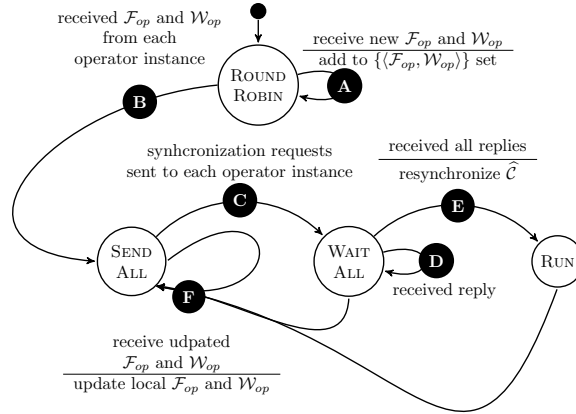 received F_op and W_op
from each
operator instance
receive new F_op and W_op
add to {⟨F_op, W_op⟩} set
ROUND
ROBIN
A
B
synhcronization requests
sent to each operator instance
received all replies
resynchronize Ĉ
C
E
SEND
ALL
WAIT
ALL
D
RUN
received reply
F
receive udpated
F_op and W_op
update local F_op and W_op